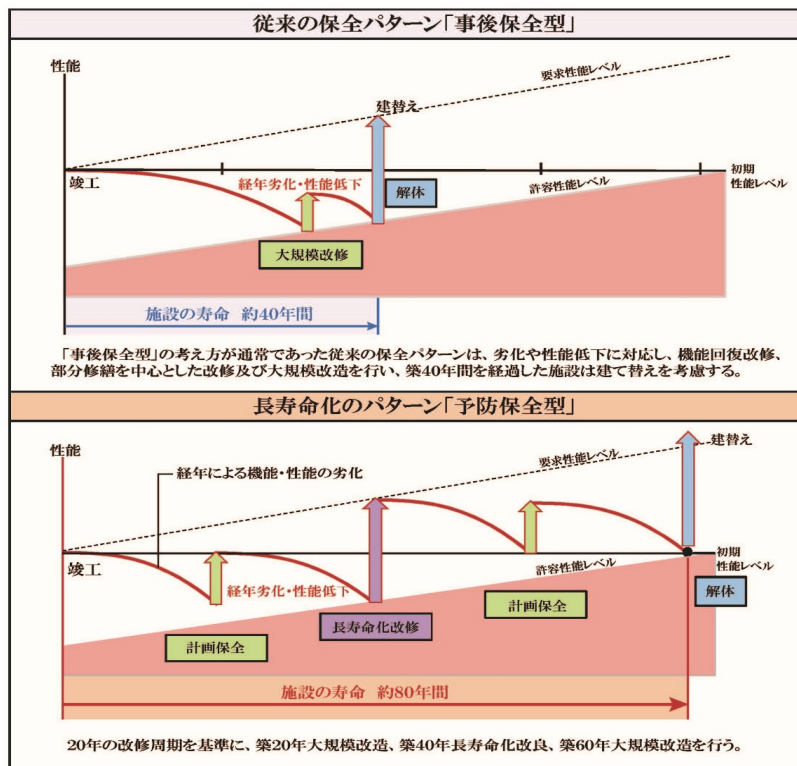 従来の保全パターン「事後保全型」
性能
要求性能レベル
建替え
竣工
経年劣化・性能低下
解体
許容性能レベル
初期
性能レベル
大規模改修
施設の寿命 約40年間
「事後保全型」の考え方が通常であった従来の保全パターンは、劣化や性能低下に対応し、機能回復改修、
部分修繕を中心とした改修及び大規模改造を行い、築40年間を経過した施設は建て替えを考慮する。
長寿命化のパターン「予防保全型」
性能
経年による機能・性能の劣化
要求性能レベル
建替え
竣工
経年劣化・性能低下
許容性能レベル
初期
性能レベル
計画保全
長寿命化改修
計画保全
解体
施設の寿命 約80年間
20年の改修周期を基準に、築20年大規模改造、築40年長寿命化改良、築60年大規模改造を行う。